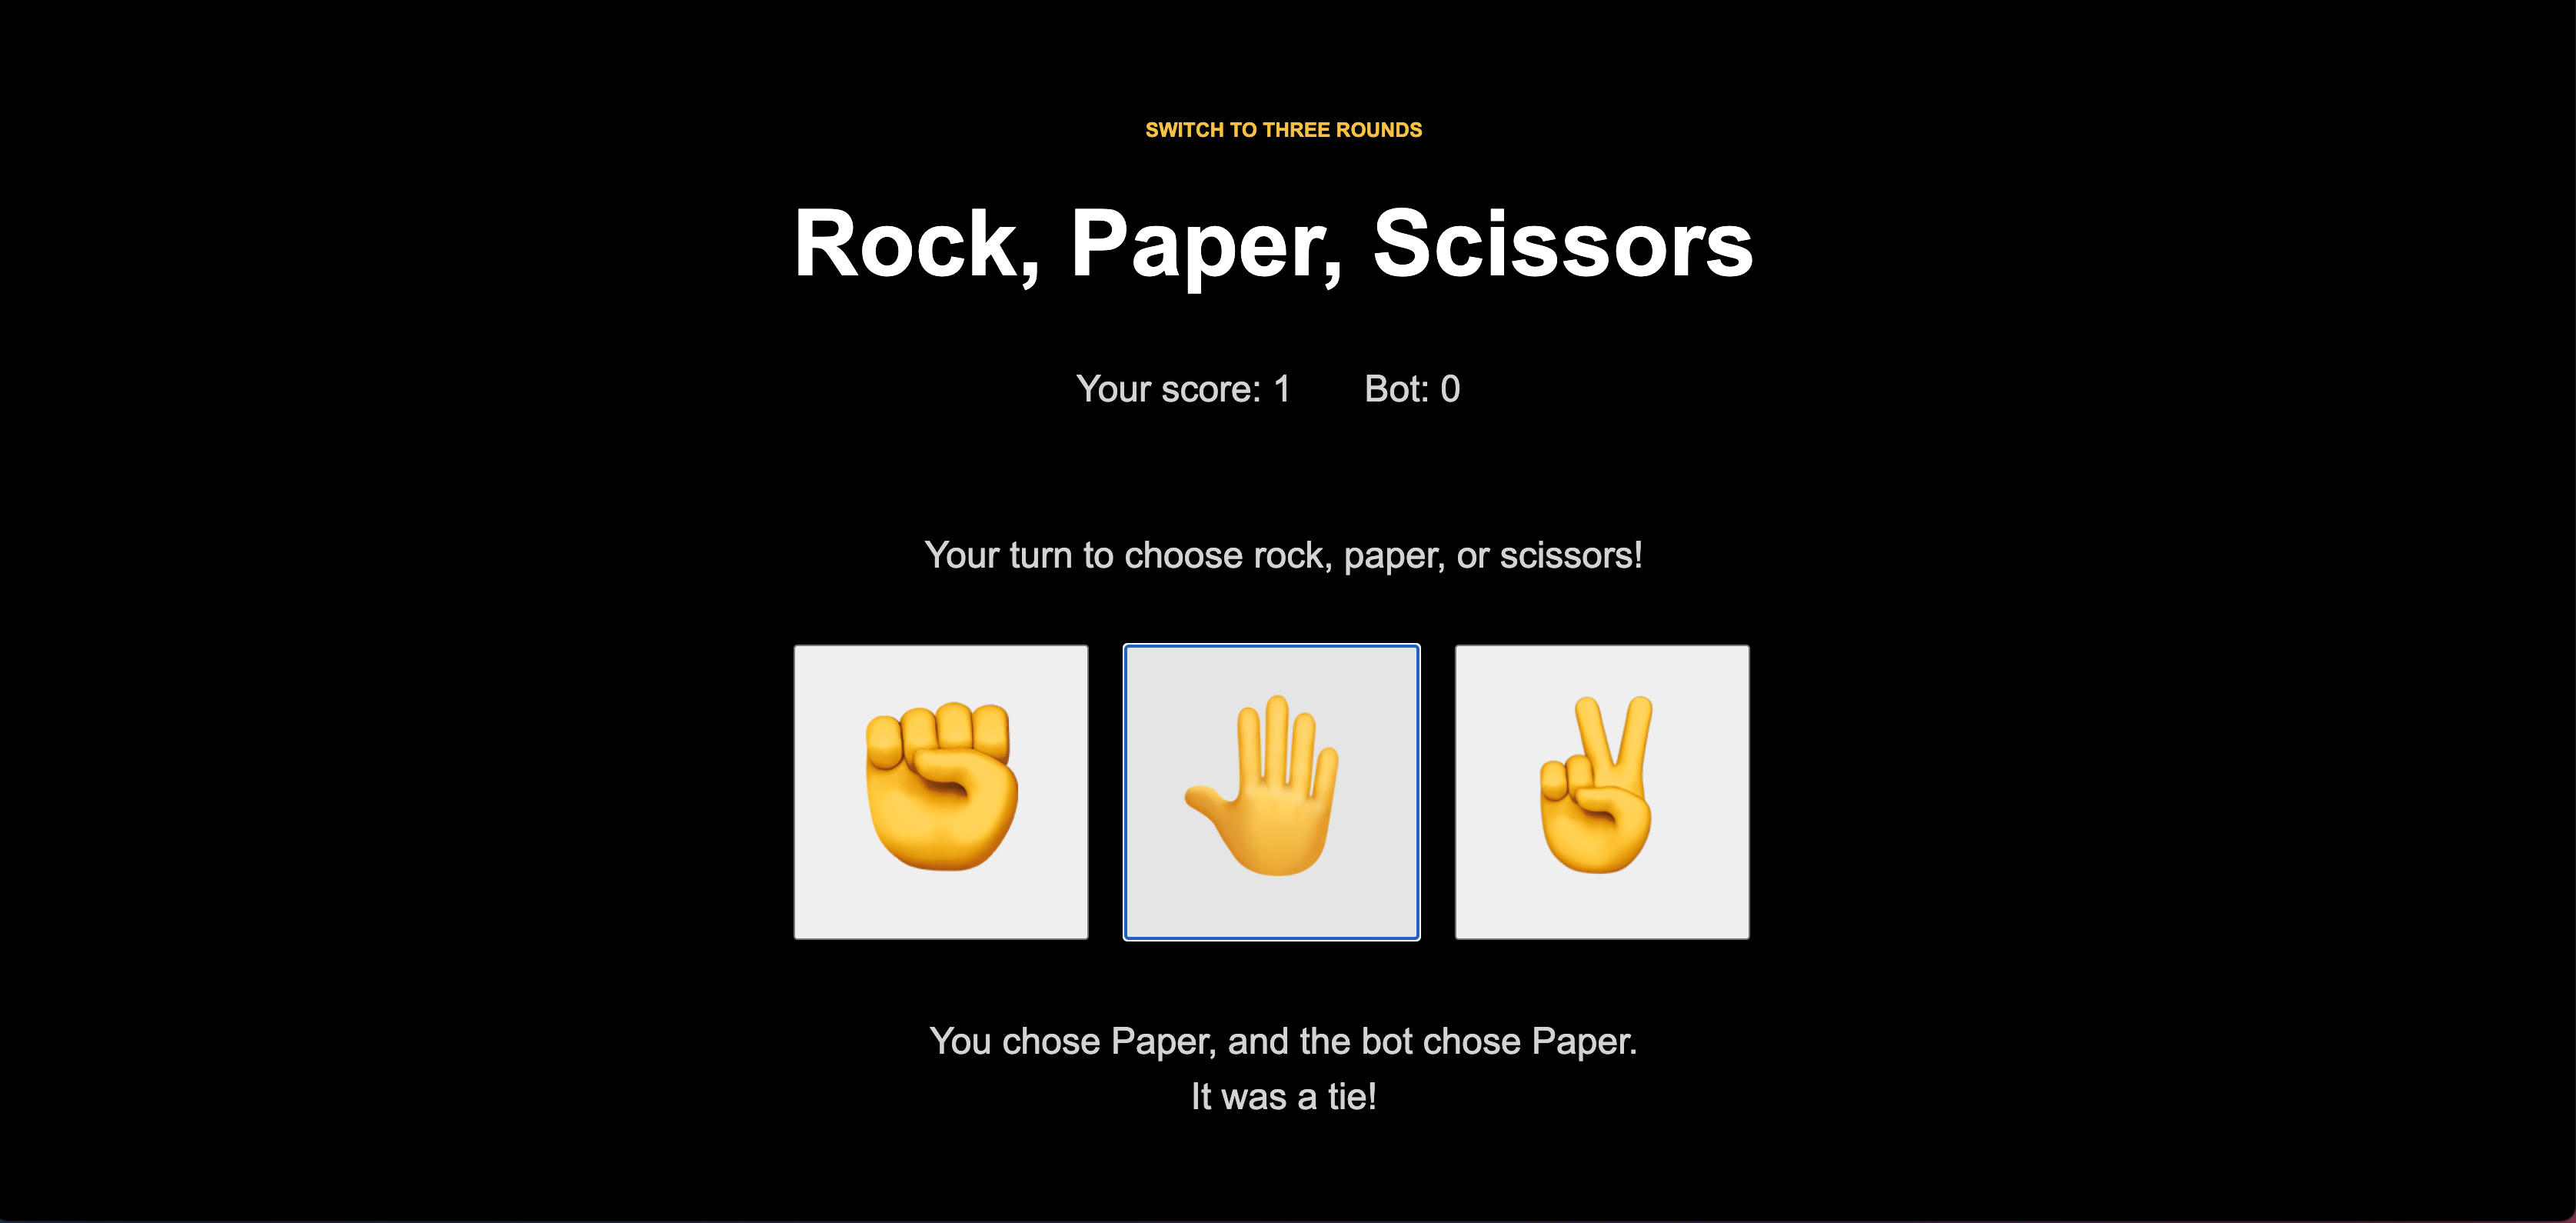 SWITCH TO THREE ROUNDS
Rock, Paper, Scissors
Your score: 1 Bot: 0
Your turn to choose rock, paper, or scissors!
You chose Paper, and the bot chose Paper.
It was a tie!